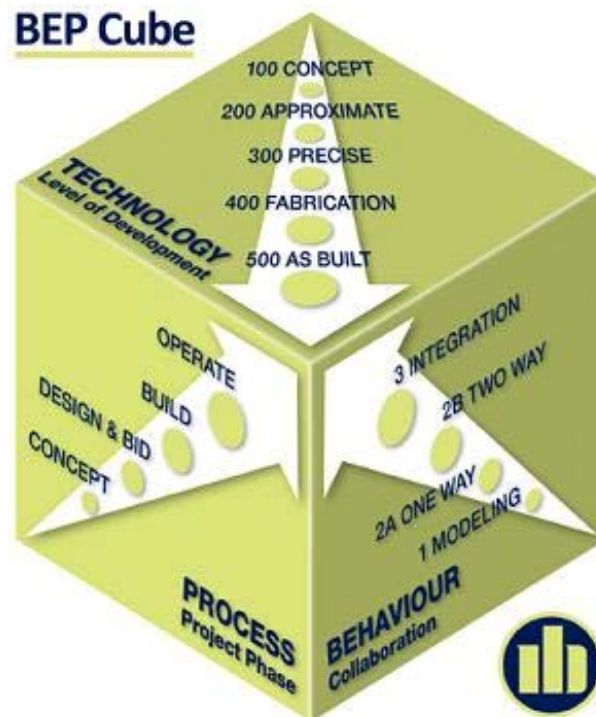 BEP Cube
100 CONCEPT
200 APPROXIMATE
300 PRECISE
400 FABRICATION
500 AS BUILT
TECHNOLOGY
Level of Development
OPERATE
BUILD
DESIGN & BID
CONCEPT
PROCESS
Project Phase
3 INTEGRATION
2B TWO WAY
2A ONE WAY
1 MODELING
BEHAVIOUR
Collaboration